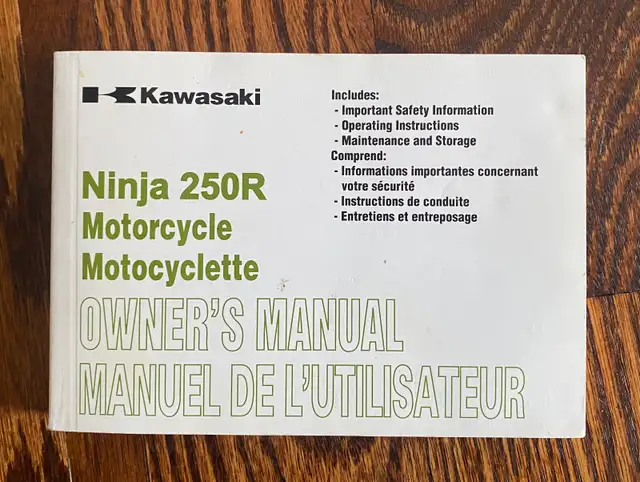 Kawasaki
Includes:
- Important Safety Information
- Operating Instructions
- Maintenance and Storage
Comprend:
- Informations importantes concernant
votre sécurité
- Instructions de conduite
- Entretiens et entreposage
Ninja 250R
Motorcycle
Motocyclette
OWNER'S MANUAL
MANUEL DE L'UTILISATEUR